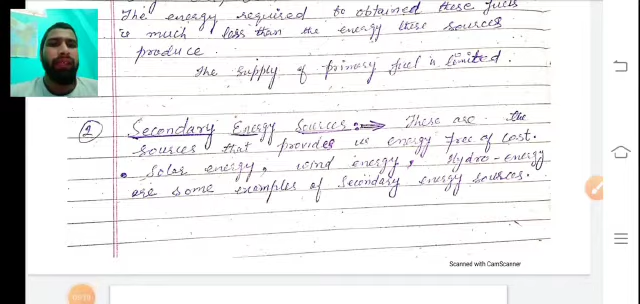 The energy required to obtained these fuels
is much less than the energy these sources
produce.
The supply of primary fuel is limited.
2 Secondary Energy Sources :⇒ These are the
sources that provides us energy free of cost.
• Solar energy, wind energy, Hydro-energy
are some examples of Secondary energy sources.
Scanned with CamScanner